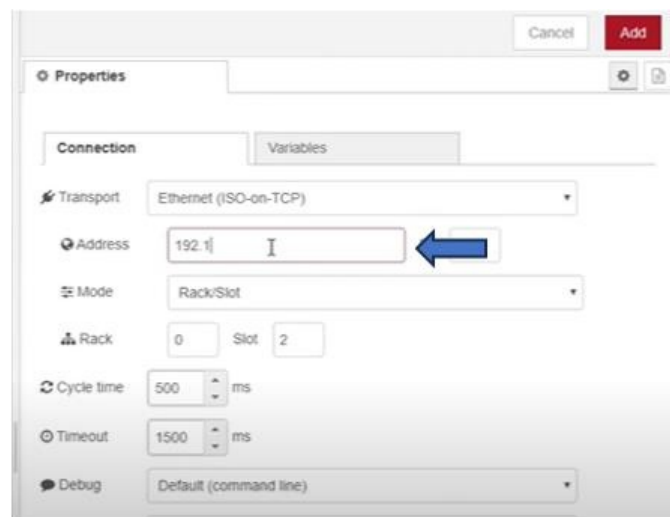 Cancel Add
Properties
Connection Variables
Transport Ethernet (ISO-on-TCP)
Address 192.1
Mode Rack/Slot
Rack 0 Slot 2
Cycle time 500 ms
Timeout 1500 ms
Debug Default (command line)